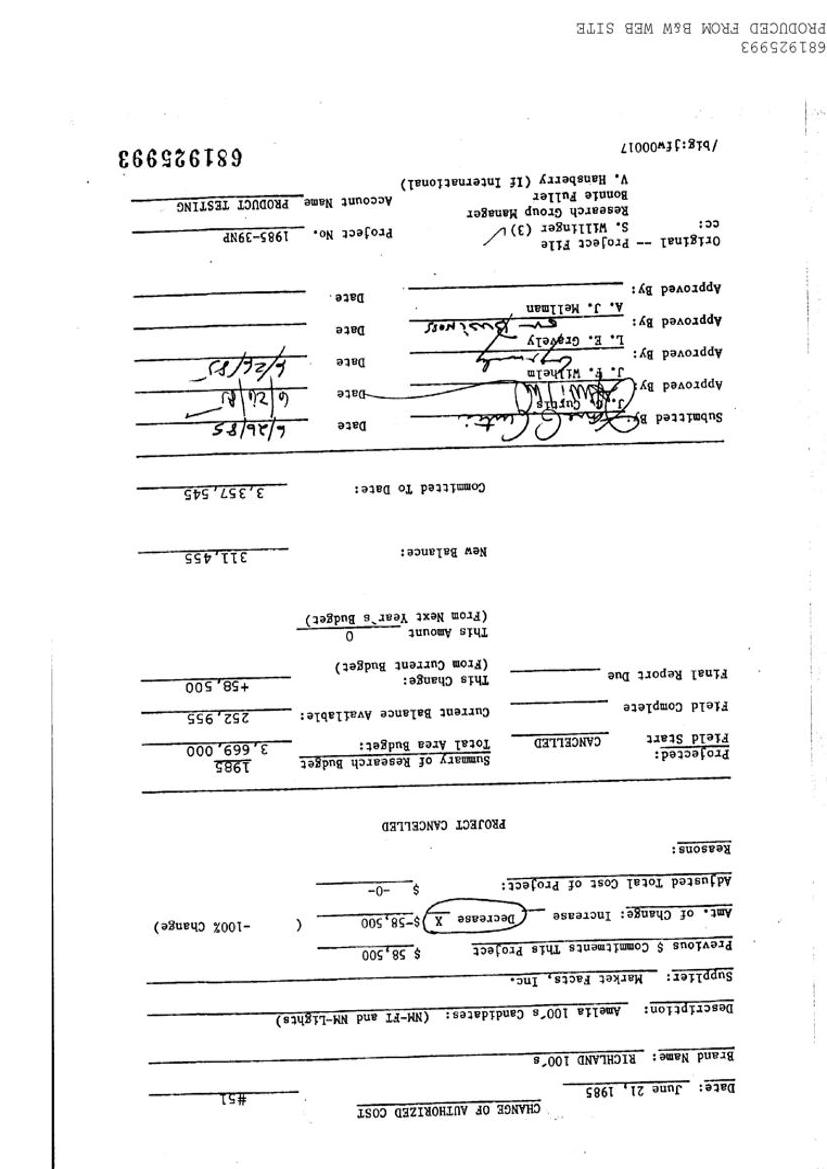 CHANGE OF AUTHORIZED COST
Date: June 21, 1985 #51
Brand Name: RICHLAND 100's
Description: Amelia 100's Candidates: (NM-FT and NM-Lights)
Supplier: Market Facts, Inc.
Previous $ Commitments This Project $ 58,500
Amt. of Change: Increase Decrease X $-58,500 ( -100% Change)
Adjusted Total Cost of Project: $ -0-
Reasons:
PROJECT CANCELLED
Projected: Summary of Research Budget 1985
Field Start CANCELLED Total Area Budget: 3,669,000
Field Complete Current Balance Available: 252,955
Final Report Due This Change: +58,500
(From Current Budget)
This Amount 0
(From Next Year's Budget)
New Balance: 311,455
Committed To Date: 3,357,545
Submitted By: Date 6/26/85
J. Curtis
Approved By: Date 6/26/85
J. F. Wilhelm
Approved By: Date 6/26/85
L. E. Gravely
Approved By: on Business Date
A. J. Mellman
Approved By: Date
Original -- Project File Project No. 1985-39NP
cc: S. Willinger (3)
Research Group Manager
Bonnie Fuller Account Name PRODUCT TESTING
V. Hansberry (If International)
/big:jfw00017
681925993
681925993
PRODUCED FROM B&W WEB SITE